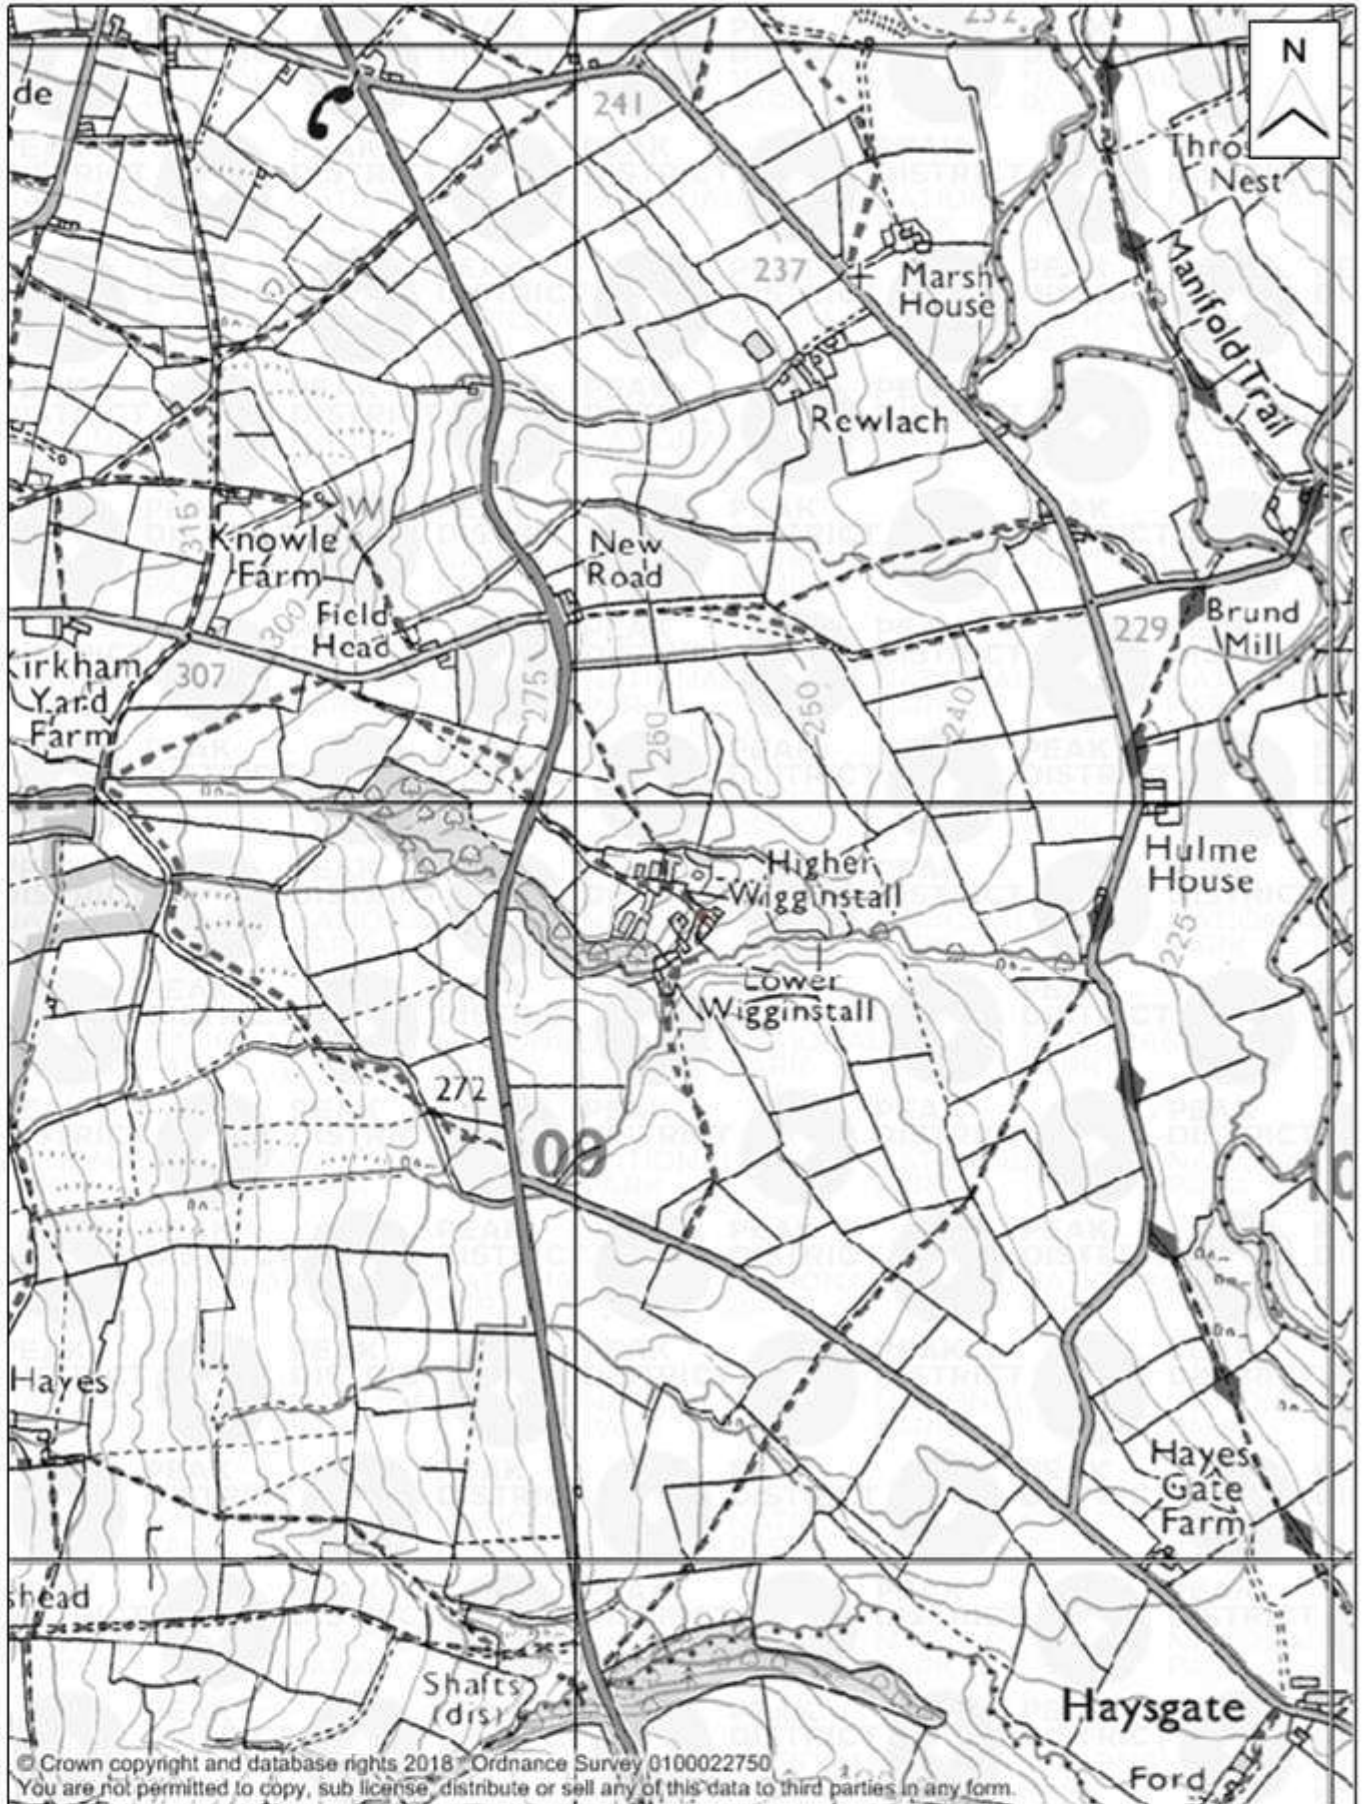 N
de
241
Thro
Nest
237
Marsh
House
Manifold Trail
Rewlach
316
W
Knowle
Farm
New
Road
Field
Head
300
229
Brund
Mill
Kirkham
Yard
Farm
307
275
260
250
240
Higher
Wigginstall
Hulme
House
225
Lower
Wigginstall
272
09
Hayes
Hayes
Gate
Farm
shead
Shafts
(dis)
Haysgate
Ford
© Crown copyright and database rights 2018. Ordnance Survey 0100022750
You are not permitted to copy, sub license, distribute or sell any of this data to third parties in any form.